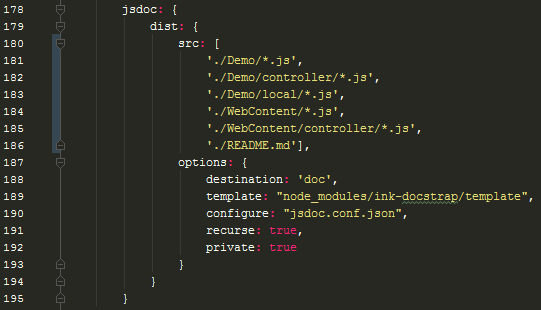 178 jsdoc: {
179 dist: {
180 src: [
181 './Demo/*.js',
182 './Demo/controller/*.js',
183 './Demo/local/*.js',
184 './WebContent/*.js',
185 './WebContent/controller/*.js',
186 './README.md'],
187 options: {
188 destination: 'doc',
189 template: "node_modules/ink-docstrap/template",
190 configure: "jsdoc.conf.json",
191 recurse: true,
192 private: true
193 }
194 }
195 }